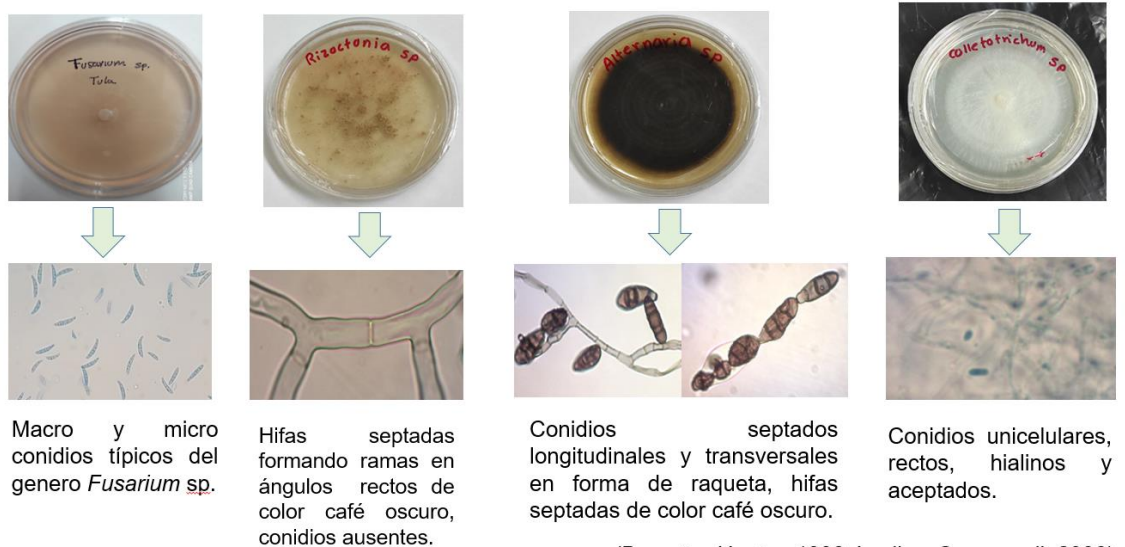 Fusarium sp.
Tula
Rizoctonia sp
Alternaria sp
Colletotrichum sp
Macro y micro
conidios típicos del
genero Fusarium sp.
Hifas septadas
formando ramas en
ángulos rectos de
color café oscuro,
conidios ausentes.
Conidios septados
longitudinales y transversales
en forma de raqueta, hifas
septadas de color café oscuro.
Conidios unicelulares,
rectos, hialinos y
aceptados.